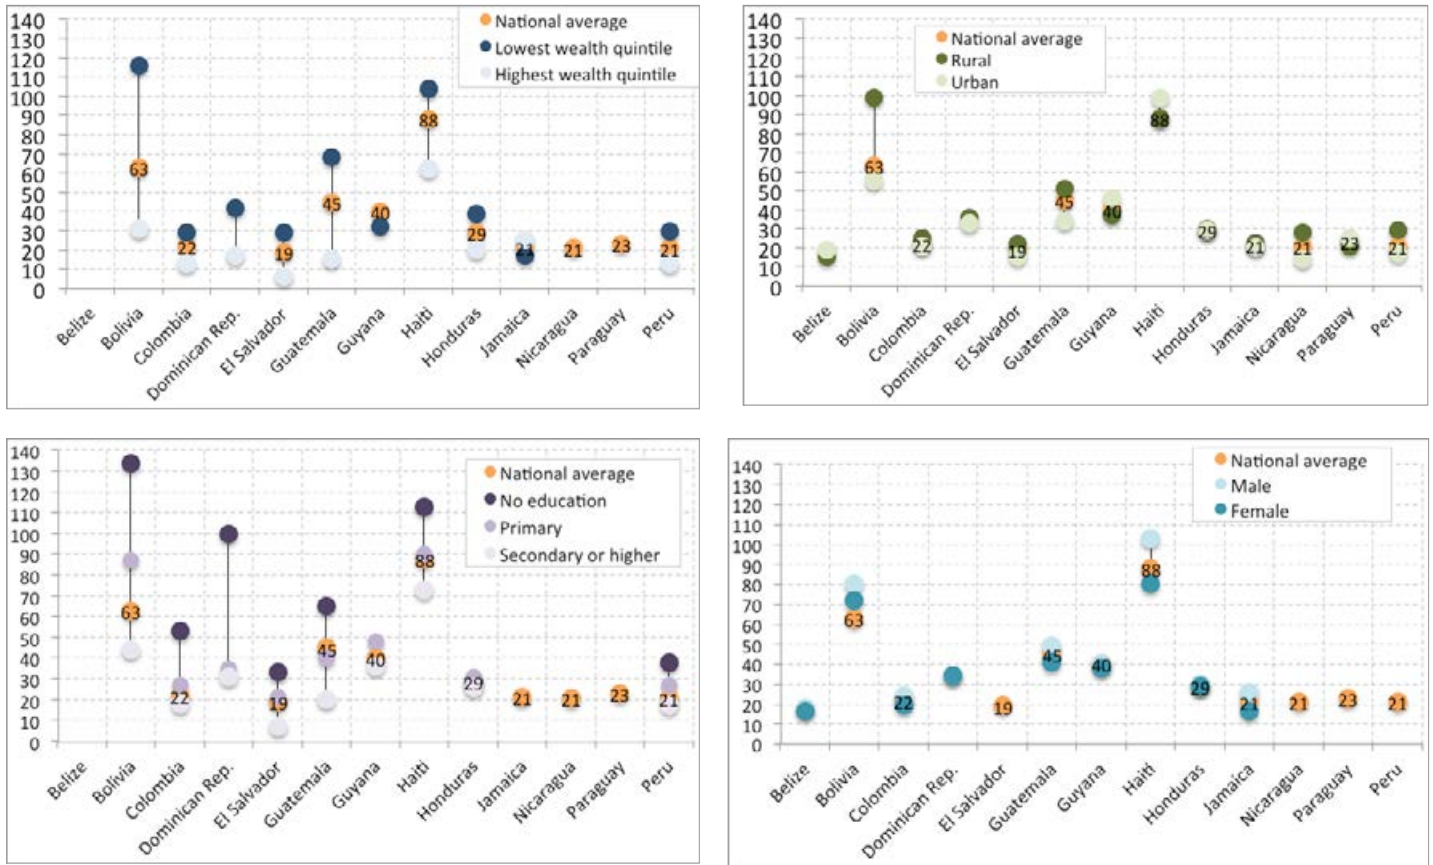 140
130
120
110
100
90
80
70
60
50
40
30
20
10
0
National average
Lowest wealth quintile
Highest wealth quintile
63
22
19
45
40
88
29
21
21
23
21
Belize
Bolivia
Colombia
Dominican Rep.
El Salvador
Guatemala
Guyana
Haiti
Honduras
Jamaica
Nicaragua
Paraguay
Peru
140
130
120
110
100
90
80
70
60
50
40
30
20
10
0
National average
Rural
Urban
63
22
19
45
40
88
29
21
21
23
21
Belize
Bolivia
Colombia
Dominican Rep.
El Salvador
Guatemala
Guyana
Haiti
Honduras
Jamaica
Nicaragua
Paraguay
Peru
140
130
120
110
100
90
80
70
60
50
40
30
20
10
0
National average
No education
Primary
Secondary or higher
63
22
19
45
40
88
29
21
21
23
21
Belize
Bolivia
Colombia
Dominican Rep.
El Salvador
Guatemala
Guyana
Haiti
Honduras
Jamaica
Nicaragua
Paraguay
Peru
140
130
120
110
100
90
80
70
60
50
40
30
20
10
0
National average
Male
Female
63
22
19
45
40
88
29
21
21
23
21
Belize
Bolivia
Colombia
Dominican Rep.
El Salvador
Guatemala
Guyana
Haiti
Honduras
Jamaica
Nicaragua
Paraguay
Peru